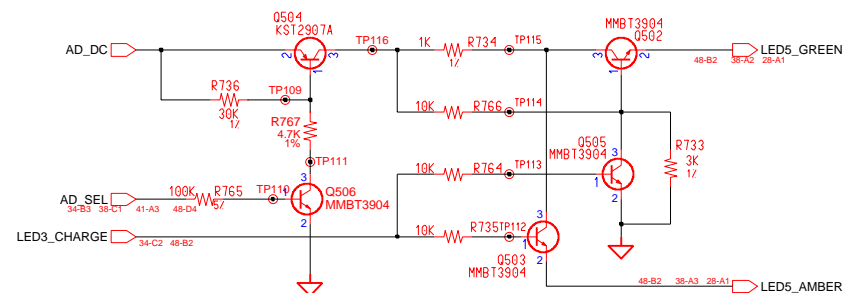 Q504
KST2907A
MMBT3904
Q502
AD_DC
2
3
1
TP116
1K
R734
1%
TP115
3
2
1
LED5_GREEN
48-B2 38-A2 28-A1
R736
30K
1%
TP109
R767
4.7K
1%
TP111
10K
R766
TP114
Q505
MMBT3904
R733
3K
1%
10K
R764
TP113
3
1
2
AD_SEL
34-B3 38-C1 41-A3 48-D4
100K
R765
5%
TP110
3
1
2
Q506
MMBT3904
LED3_CHARGE
34-C2 48-B2
10K
R735
TP112
3
1
2
Q503
MMBT3904
48-B2 38-A3 28-A1
LED5_AMBER